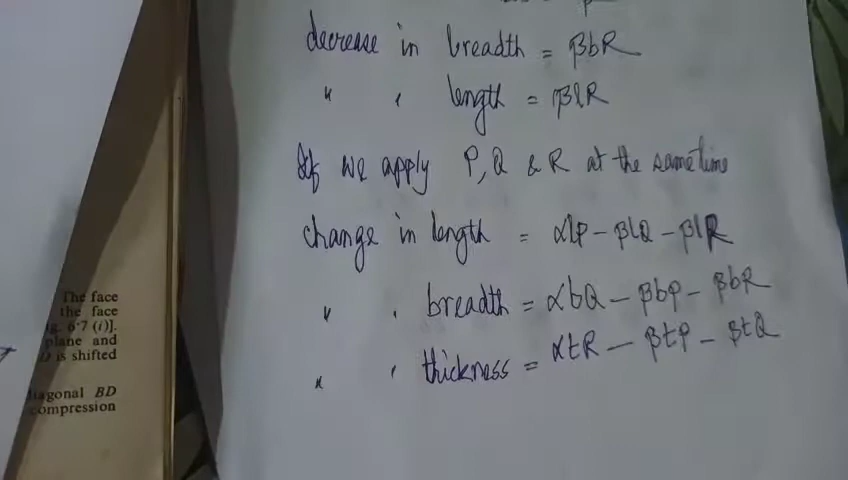 decrease in breadth = βbR
" " length = βlR
If we apply P, Q & R at the same time
change in length = αlP − βlQ − βlR
" " breadth = αbQ − βbP − βbR
" " thickness = αtR − βtP − βtQ
The face
the face
6·7 (i)].
plane and
is shifted
diagonal BD
compression